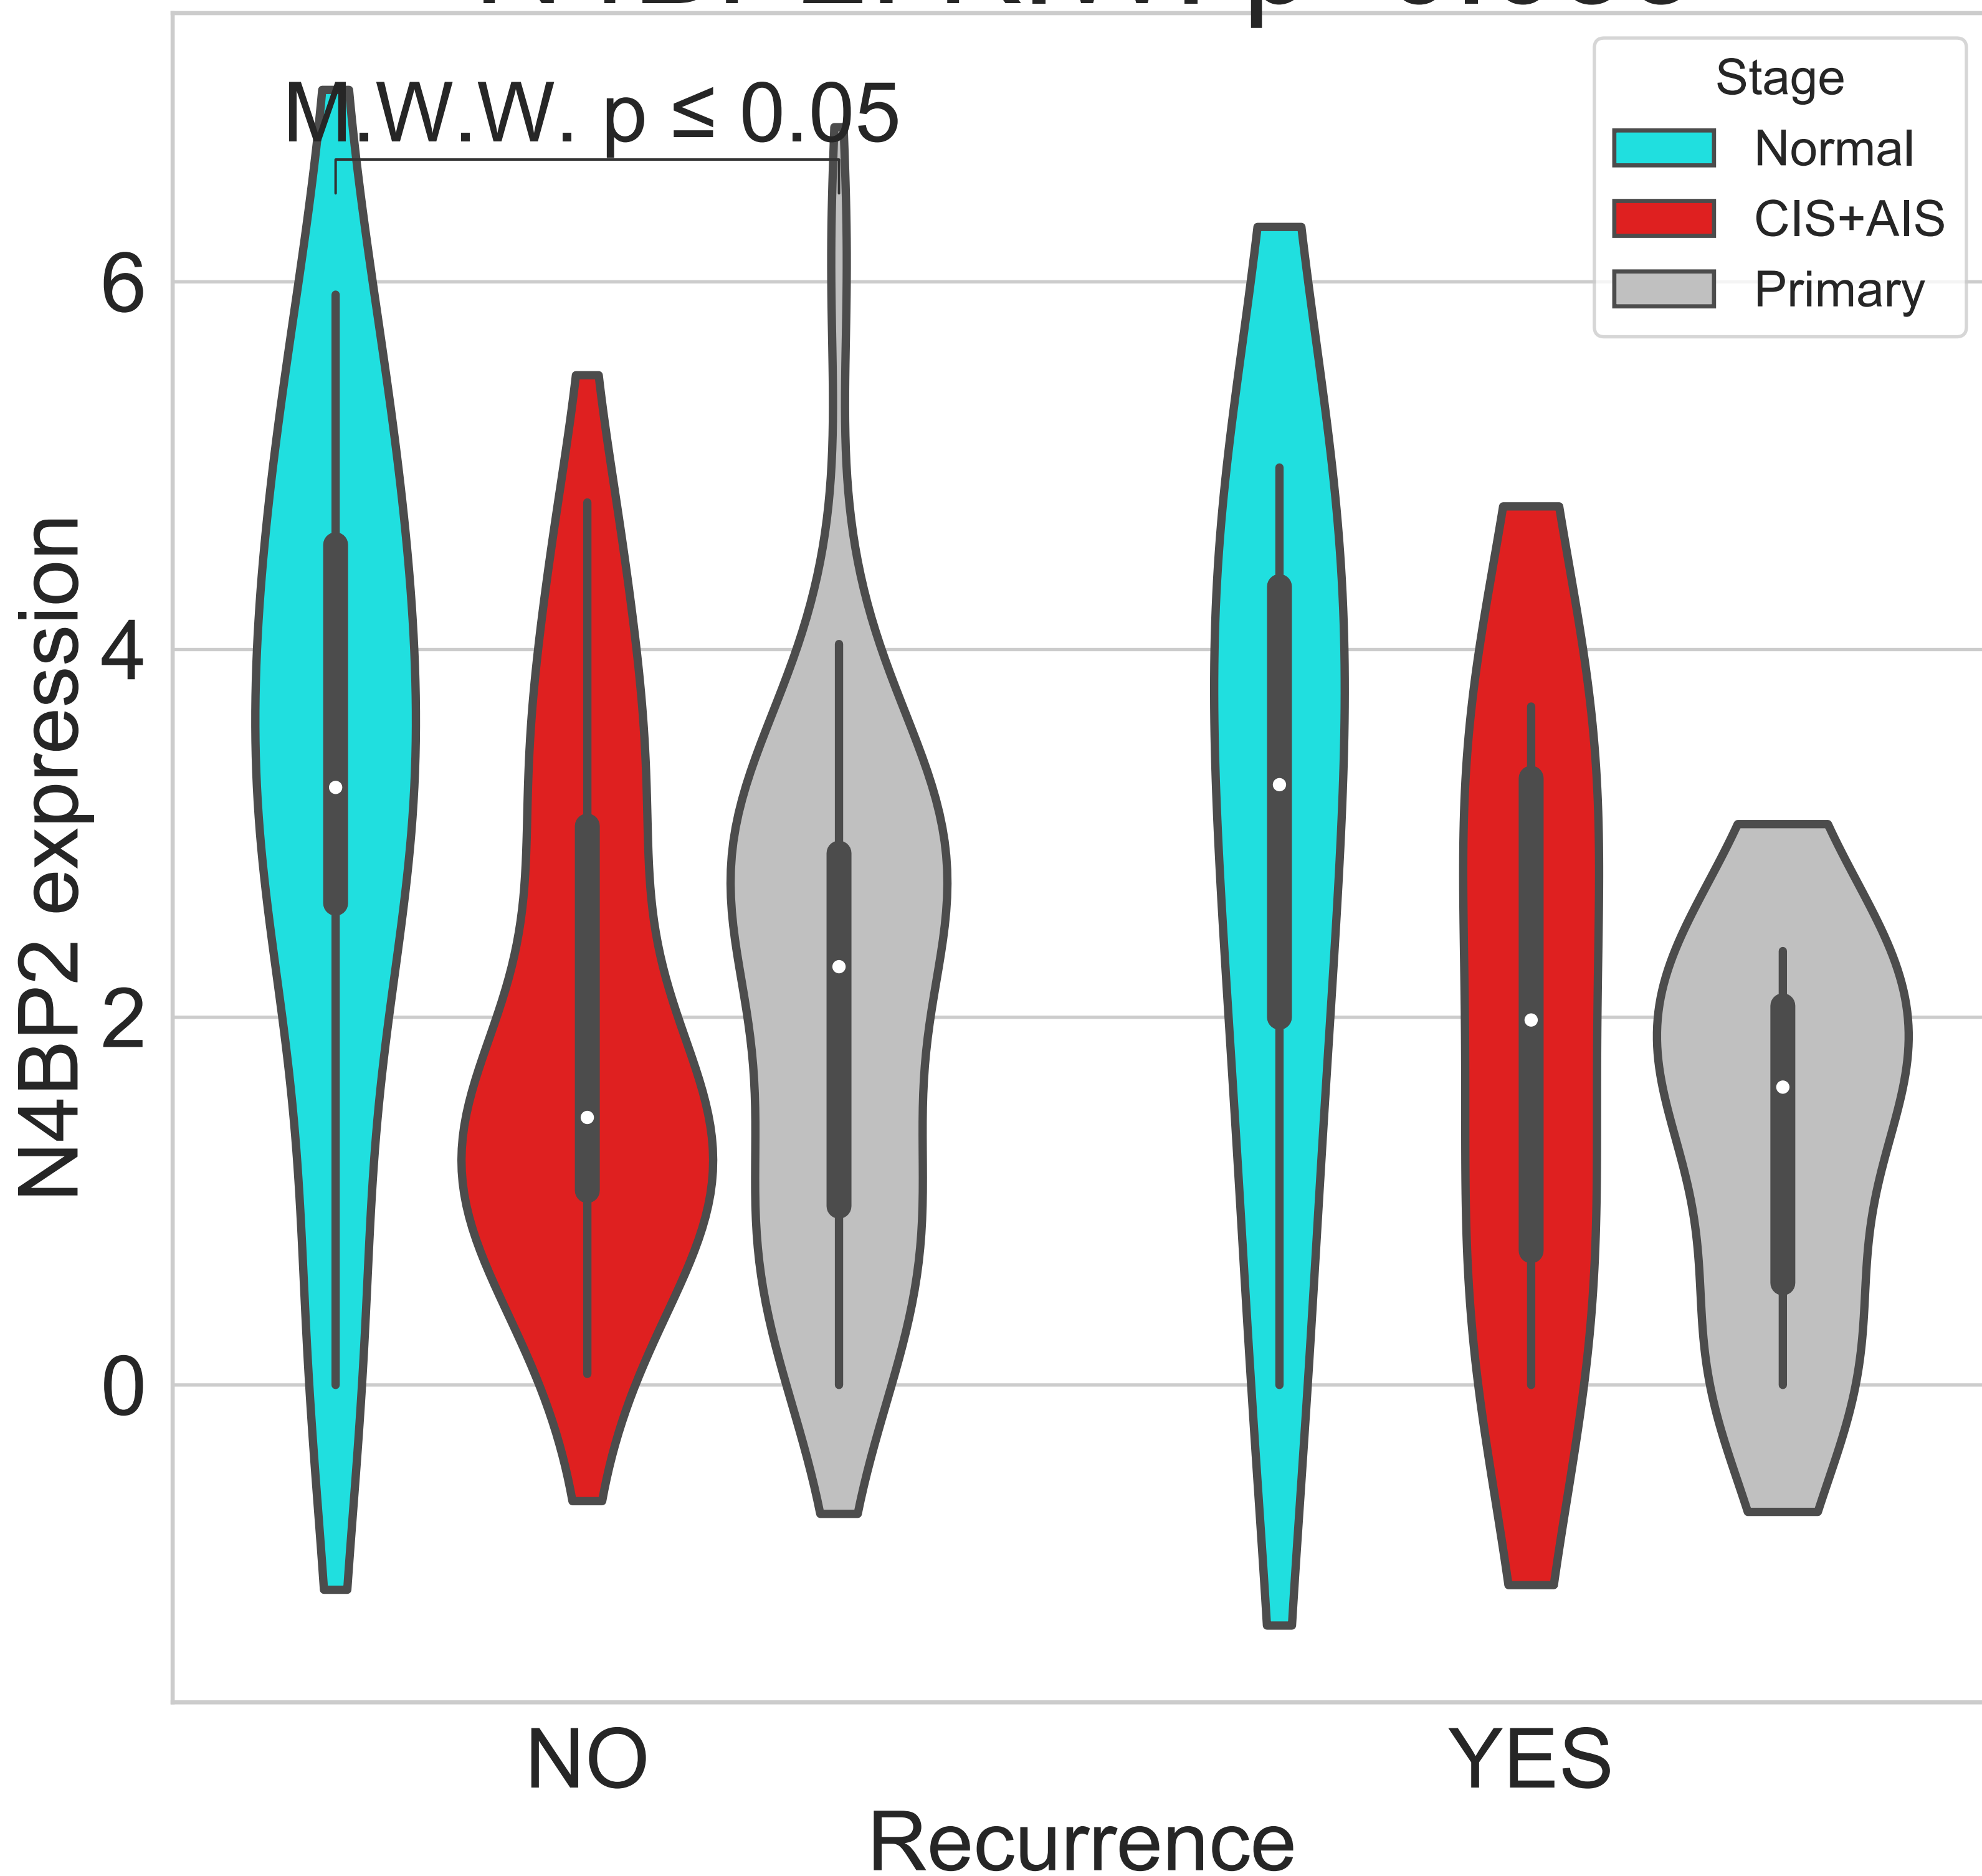 M.W.W. p ≤ 0.05
Stage
Normal
CIS+AIS
Primary
6
4
2
0
N4BP2 expression
NO
YES
Recurrence